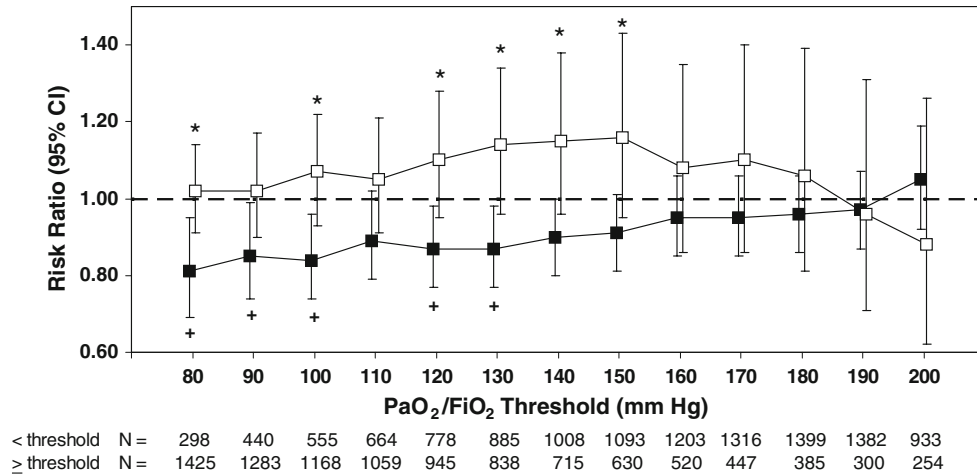 1.40
1.20
1.00
0.80
0.60
Risk Ratio (95% CI)
* * * * * *
+ + + + +
80 90 100 110 120 130 140 150 160 170 180 190 200
PaO₂/FiO₂ Threshold (mm Hg)
< threshold N = 298 440 555 664 778 885 1008 1093 1203 1316 1399 1382 933
≥ threshold N = 1425 1283 1168 1059 945 838 715 630 520 447 385 300 254